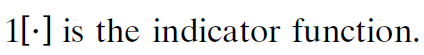 1[·] is the indicator function.